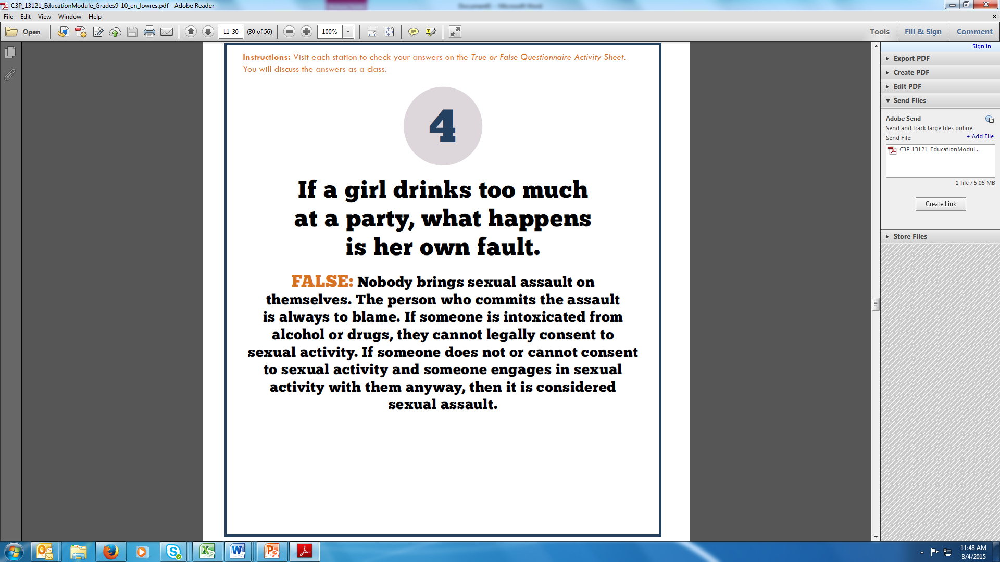 C3P_13121_EducationModule_Grades9-10_en_lowres.pdf - Adobe Reader
File Edit View Window Help
Open
L1-30
(30 of 56)
100%
Tools
Fill & Sign
Comment
Instructions: Visit each station to check your answers on the True or False Questionnaire Activity Sheet.
You will discuss the answers as a class.
4
If a girl drinks too much
at a party, what happens
is her own fault.
FALSE: Nobody brings sexual assault on
themselves. The person who commits the assault
is always to blame. If someone is intoxicated from
alcohol or drugs, they cannot legally consent to
sexual activity. If someone does not or cannot consent
to sexual activity and someone engages in sexual
activity with them anyway, then it is considered
sexual assault.
Sign In
Export PDF
Create PDF
Edit PDF
Send Files
Adobe Send
Send and track large files online.
Send File:
+ Add File
C3P_13121_EducationModul...
1 file / 5.05 MB
Create Link
Store Files
11:48 AM
8/4/2015